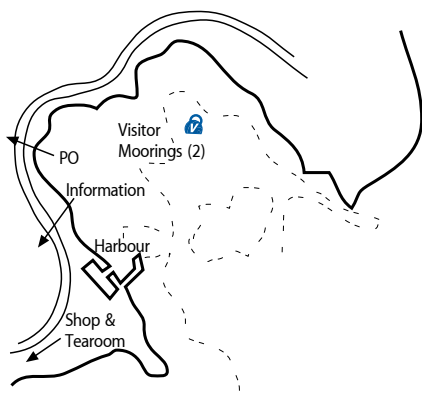 Visitor
Moorings (2)
V
PO
Information
Harbour
Shop &
Tearoom